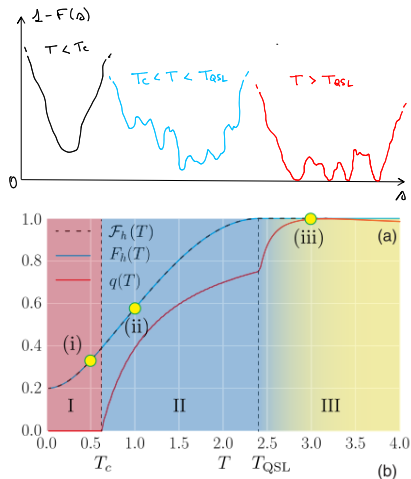 1-F(s)
T < Tc
Tc < T < TQSL
T > TQSL
0
s
1.0
0.8
0.6
0.4
0.2
0.0
ℱh(T)
Fh(T)
q(T)
(i)
(ii)
(iii)
(a)
I
II
III
0.0 0.5 1.0 1.5 2.0 2.5 3.0 3.5 4.0
Tc T TQSL
(b)